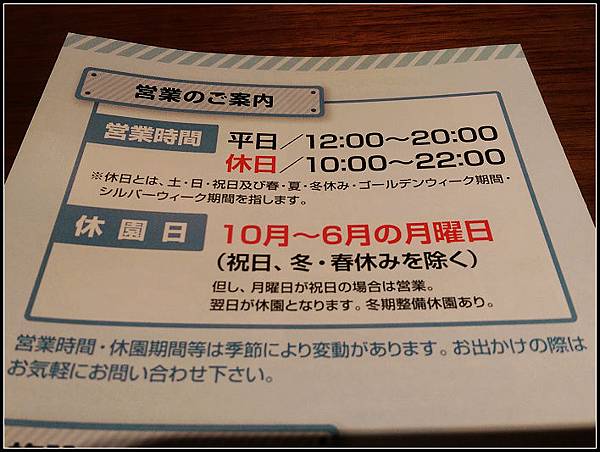 営業のご案内
営業時間 平日/12:00〜20:00
休日/10:00〜22:00
※休日とは、土・日・祝日及び春・夏・冬休み・ゴールデンウィーク期間・
シルバーウィーク期間を指します。
休園日 10月〜6月の月曜日
(祝日、冬・春休みを除く)
但し、月曜日が祝日の場合は営業。
翌日が休園となります。冬期整備休園あり。
営業時間・休園期間等は季節により変動があります。お出かけの際は
お気軽にお問い合わせ下さい。